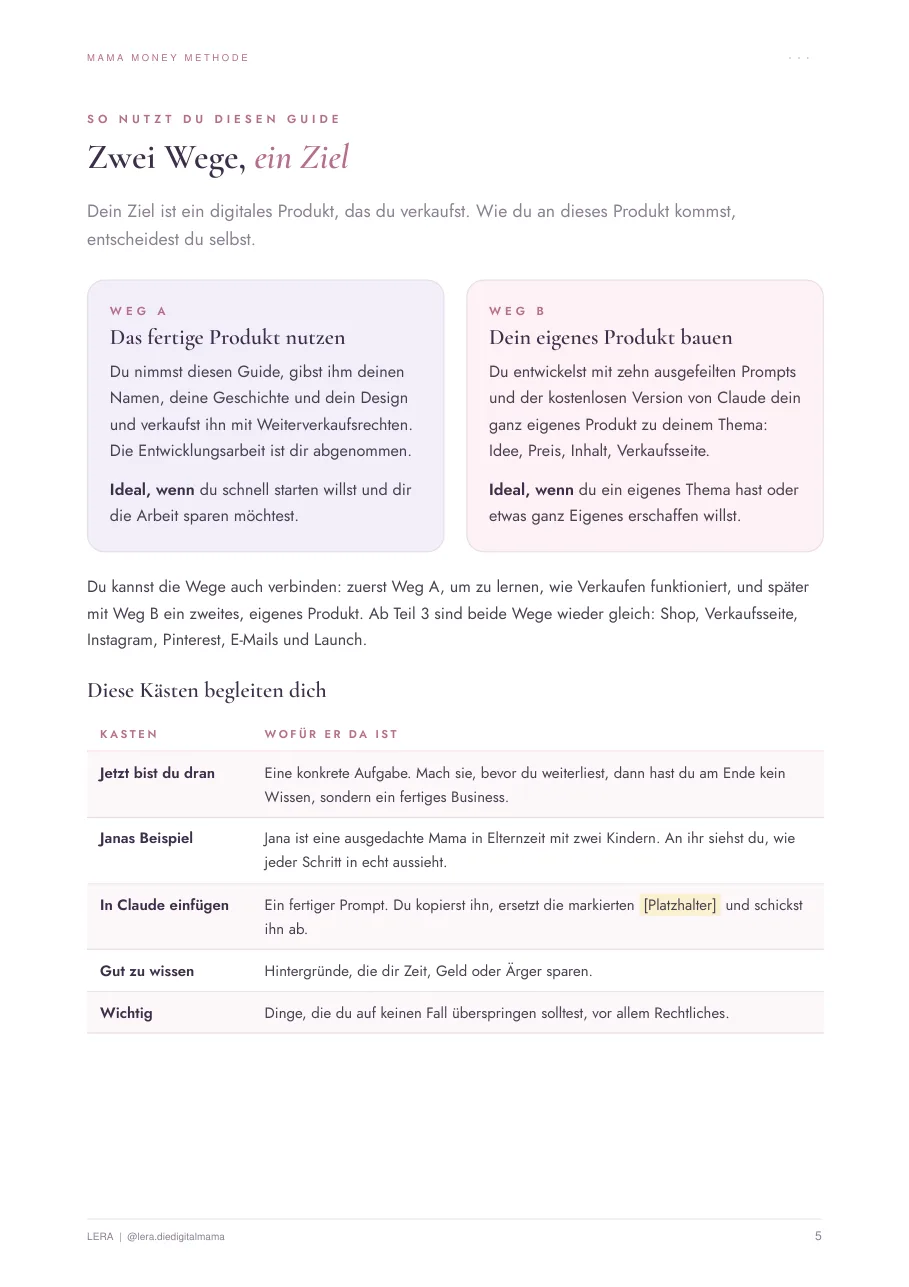 MAMA MONEY METHODE
· · ·
SO NUTZT DU DIESEN GUIDE
Zwei Wege, ein Ziel
Dein Ziel ist ein digitales Produkt, das du verkaufst. Wie du an dieses Produkt kommst,
entscheidest du selbst.
WEG A
Das fertige Produkt nutzen
Du nimmst diesen Guide, gibst ihm deinen
Namen, deine Geschichte und dein Design
und verkaufst ihn mit Weiterverkaufsrechten.
Die Entwicklungsarbeit ist dir abgenommen.
Ideal, wenn du schnell starten willst und dir
die Arbeit sparen möchtest.
WEG B
Dein eigenes Produkt bauen
Du entwickelst mit zehn ausgefeilten Prompts
und der kostenlosen Version von Claude dein
ganz eigenes Produkt zu deinem Thema:
Idee, Preis, Inhalt, Verkaufsseite.
Ideal, wenn du ein eigenes Thema hast oder
etwas ganz Eigenes erschaffen willst.
Du kannst die Wege auch verbinden: zuerst Weg A, um zu lernen, wie Verkaufen funktioniert, und später
mit Weg B ein zweites, eigenes Produkt. Ab Teil 3 sind beide Wege wieder gleich: Shop, Verkaufsseite,
Instagram, Pinterest, E-Mails und Launch.
Diese Kästen begleiten dich
KASTEN WOFÜR ER DA IST
Jetzt bist du dran Eine konkrete Aufgabe. Mach sie, bevor du weiterliest, dann hast du am Ende kein
Wissen, sondern ein fertiges Business.
Janas Beispiel Jana ist eine ausgedachte Mama in Elternzeit mit zwei Kindern. An ihr siehst du, wie
jeder Schritt in echt aussieht.
In Claude einfügen Ein fertiger Prompt. Du kopierst ihn, ersetzt die markierten [Platzhalter] und schickst
ihn ab.
Gut zu wissen Hintergründe, die dir Zeit, Geld oder Ärger sparen.
Wichtig Dinge, die du auf keinen Fall überspringen solltest, vor allem Rechtliches.
LERA | @lera.diedigitalmama 5